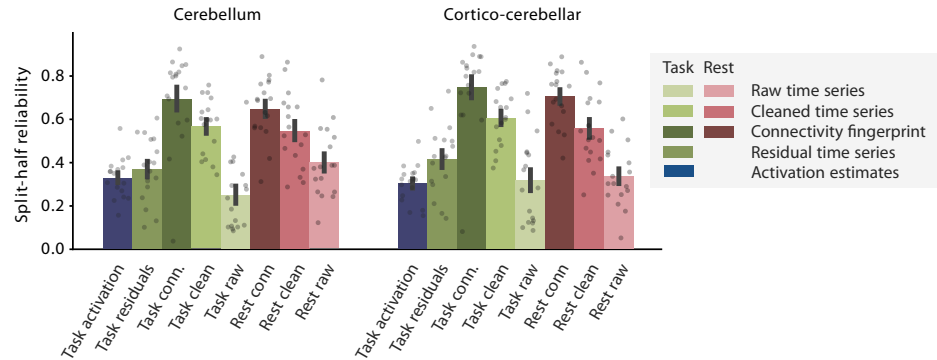 Cerebellum
Cortico-cerebellar
Split-half reliability
0.8
0.6
0.4
0.2
0.0
Task activation
Task residuals
Task conn.
Task clean
Task raw
Rest conn
Rest clean
Rest raw
Task activation
Task residuals
Task conn.
Task clean
Task raw
Rest conn
Rest clean
Rest raw
Task Rest
Raw time series
Cleaned time series
Connectivity fingerprint
Residual time series
Activation estimates